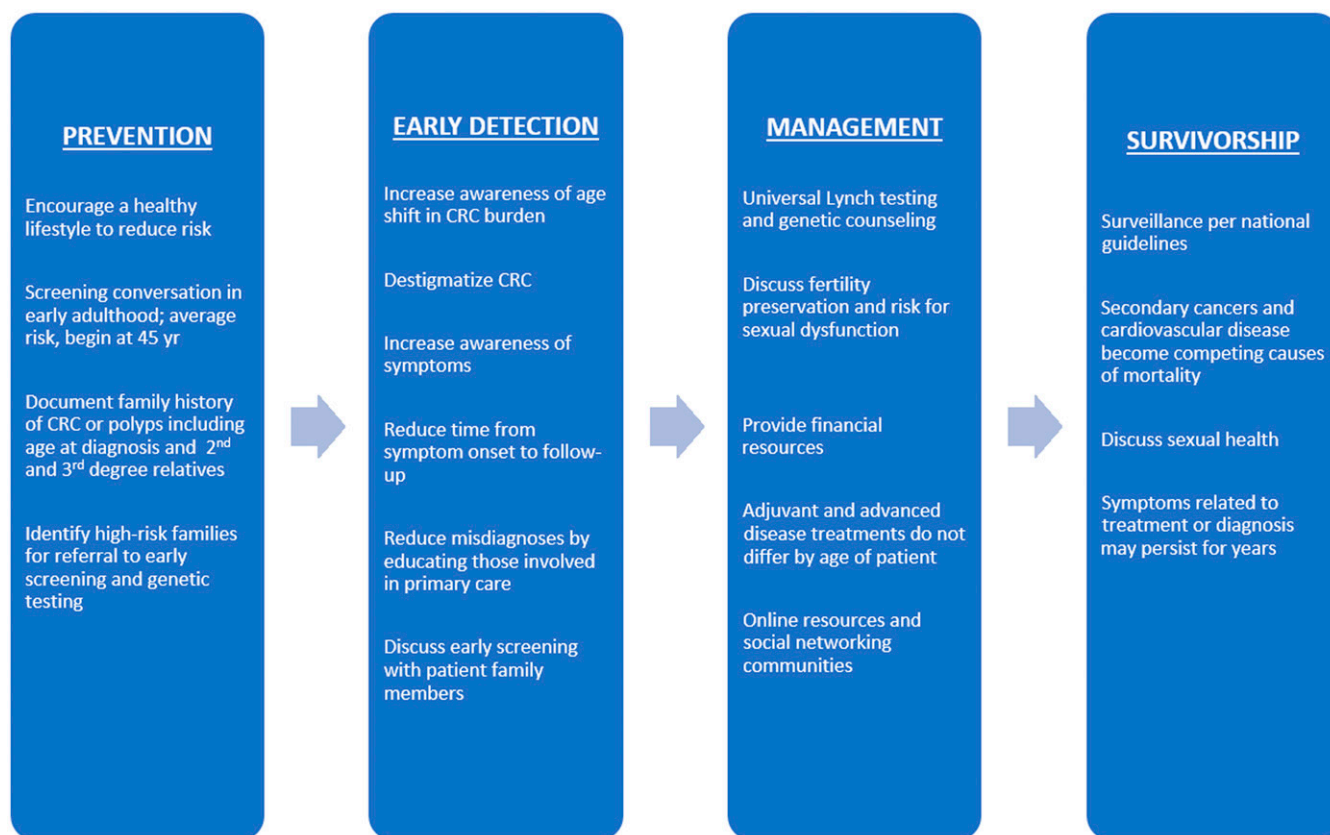 PREVENTION
Encourage a healthy
lifestyle to reduce risk
Screening conversation in
early adulthood; average
risk, begin at 45 yr
Document family history
of CRC or polyps including
age at diagnosis and 2nd
and 3rd degree relatives
Identify high-risk families
for referral to early
screening and genetic
testing
EARLY DETECTION
Increase awareness of age
shift in CRC burden
Destigmatize CRC
Increase awareness of
symptoms
Reduce time from
symptom onset to follow-
up
Reduce misdiagnoses by
educating those involved
in primary care
Discuss early screening
with patient family
members
MANAGEMENT
Universal Lynch testing
and genetic counseling
Discuss fertility
preservation and risk for
sexual dysfunction
Provide financial
resources
Adjuvant and advanced
disease treatments do not
differ by age of patient
Online resources and
social networking
communities
SURVIVORSHIP
Surveillance per national
guidelines
Secondary cancers and
cardiovascular disease
become competing causes
of mortality
Discuss sexual health
Symptoms related to
treatment or diagnosis
may persist for years